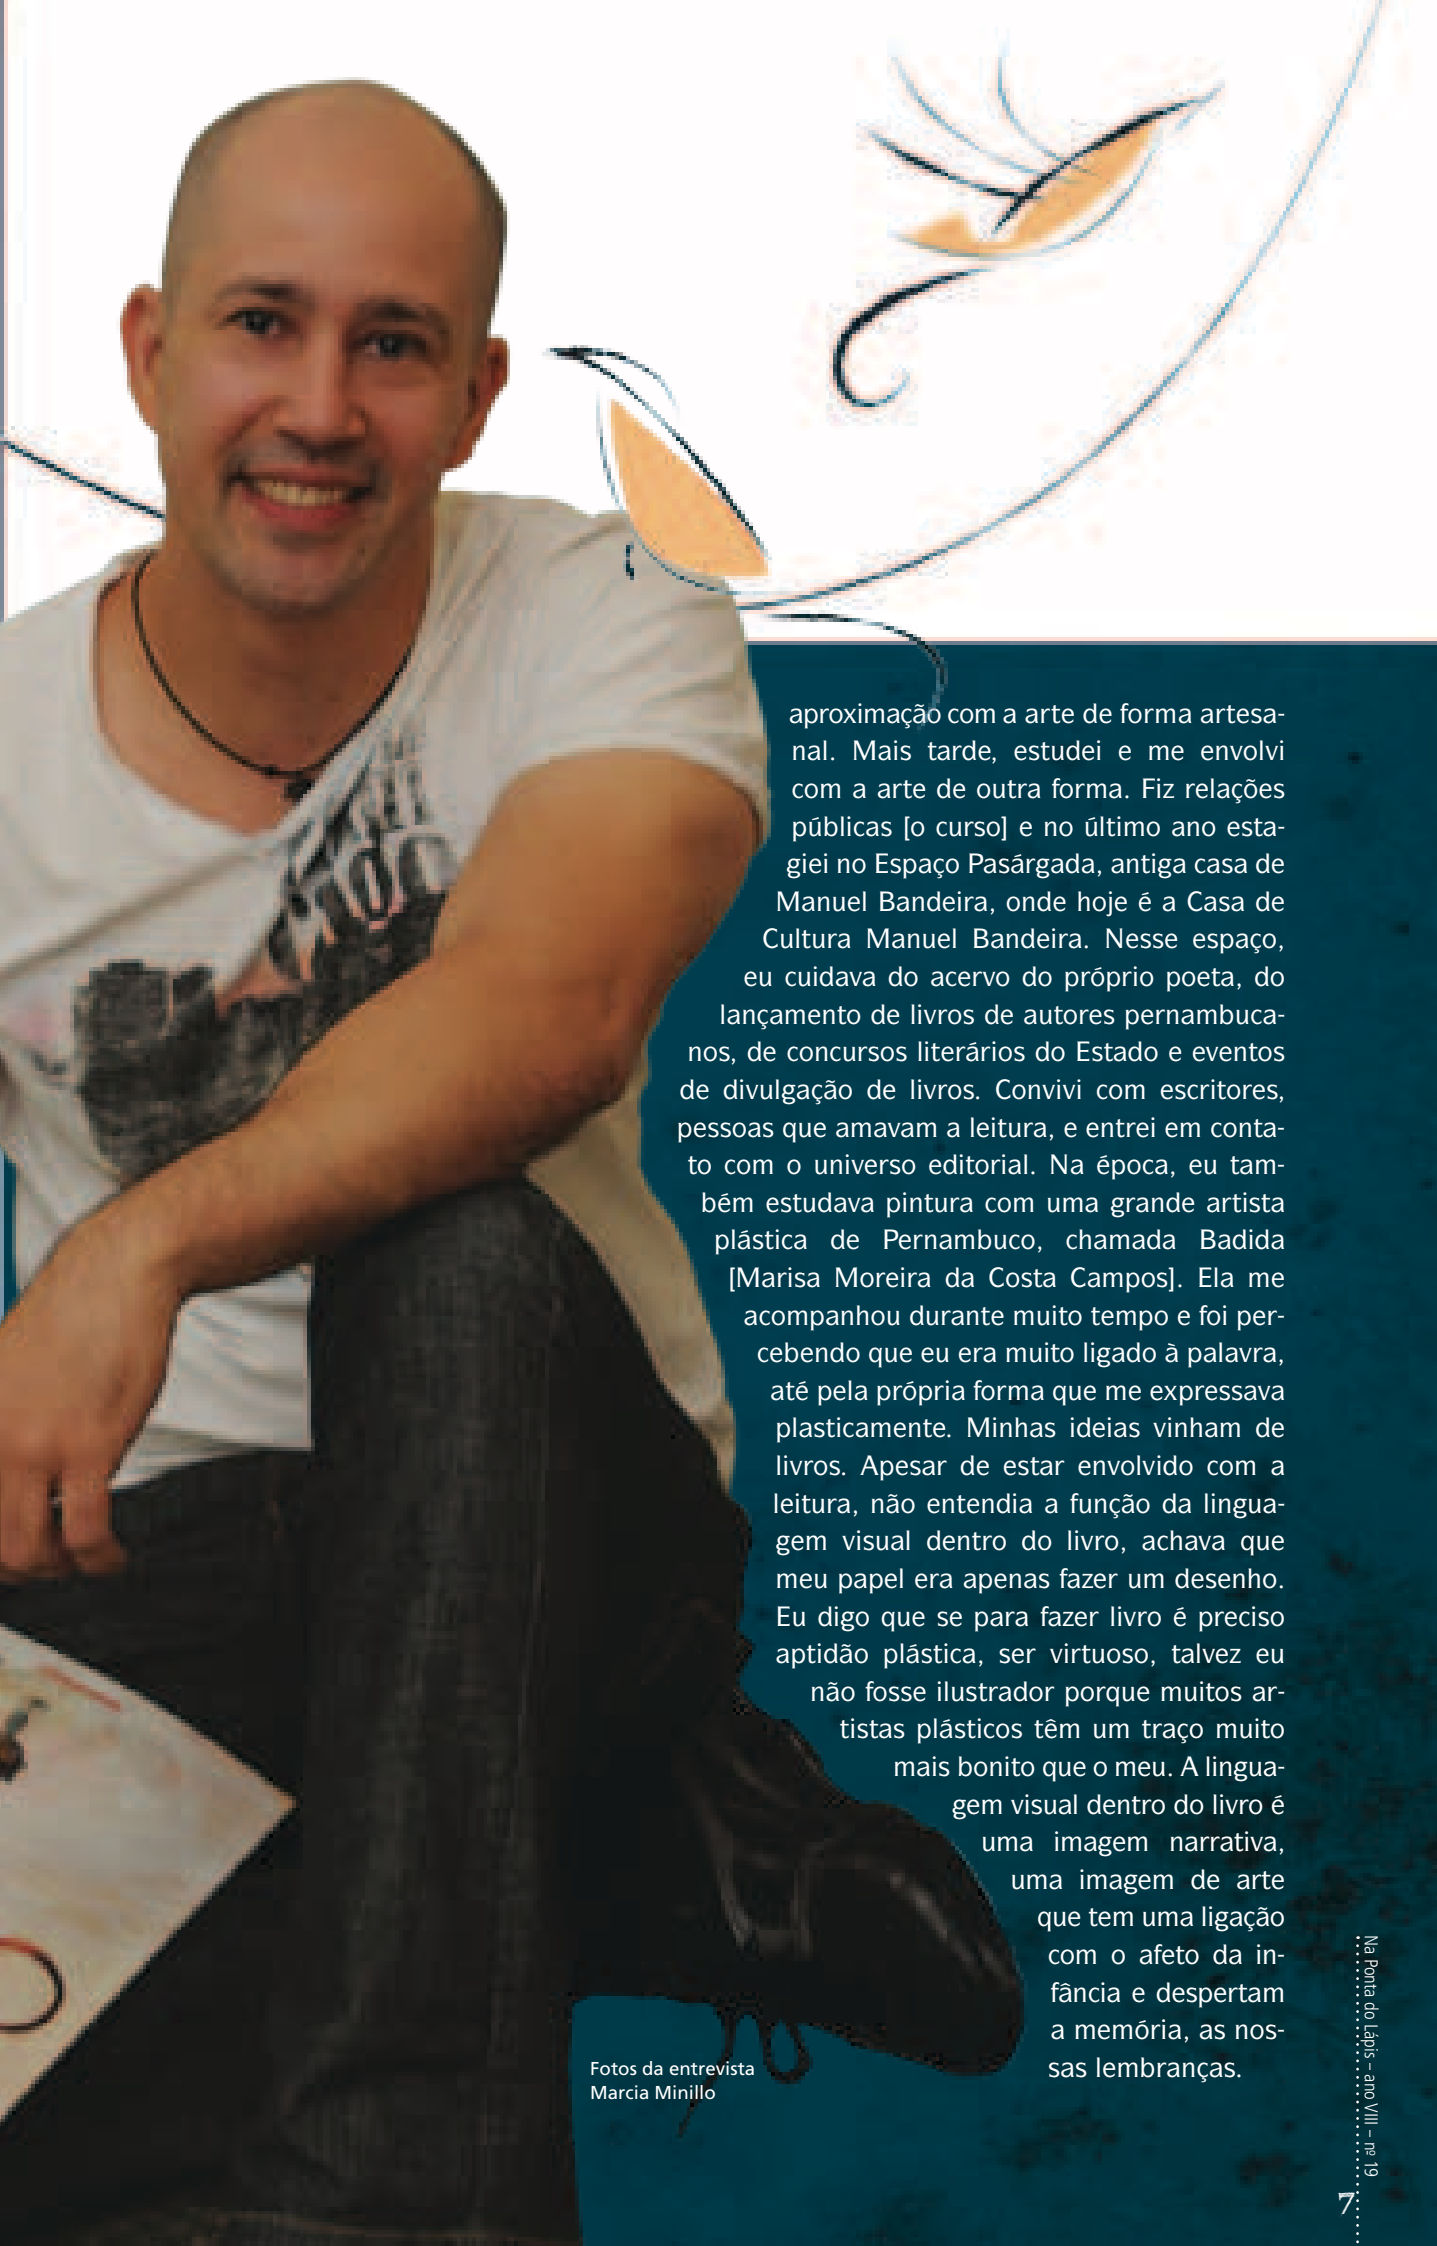 aproximação com a arte de forma artesa-
nal. Mais tarde, estudei e me envolvi
com a arte de outra forma. Fiz relações
públicas [o curso] e no último ano esta-
giei no Espaço Pasárgada, antiga casa de
Manuel Bandeira, onde hoje é a Casa de
Cultura Manuel Bandeira. Nesse espaço,
eu cuidava do acervo do próprio poeta, do
lançamento de livros de autores pernambuca-
nos, de concursos literários do Estado e eventos
de divulgação de livros. Convivi com escritores,
pessoas que amavam a leitura, e entrei em conta-
to com o universo editorial. Na época, eu tam-
bém estudava pintura com uma grande artista
plástica de Pernambuco, chamada Badida
[Marisa Moreira da Costa Campos]. Ela me
acompanhou durante muito tempo e foi per-
cebendo que eu era muito ligado à palavra,
até pela própria forma que me expressava
plasticamente. Minhas ideias vinham de
livros. Apesar de estar envolvido com a
leitura, não entendia a função da lingua-
gem visual dentro do livro, achava que
meu papel era apenas fazer um desenho.
Eu digo que se para fazer livro é preciso
aptidão plástica, ser virtuoso, talvez eu
não fosse ilustrador porque muitos ar-
tistas plásticos têm um traço muito
mais bonito que o meu. A lingua-
gem visual dentro do livro é
uma imagem narrativa,
uma imagem de arte
que tem uma ligação
com o afeto da in-
fância e despertam
a memória, as nos-
sas lembranças.
Fotos da entrevista
Marcia Minillo
Na Ponta do Lápis – ano VIII – nº 19
7